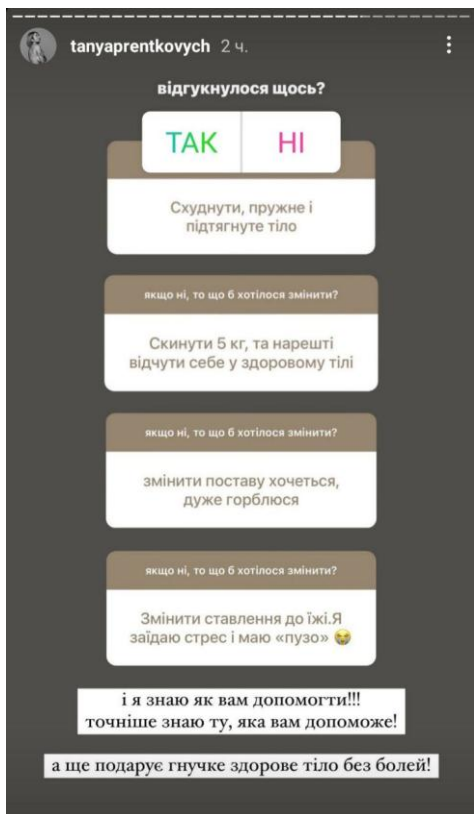 tanyaprentkovych 2 ч.
відгукнулося щось?
ТАК НІ
Схуднути, пружне і
підтягнуте тіло
якщо ні, то що б хотілося змінити?
Скинути 5 кг, та нарешті
відчути себе у здоровому тілі
якщо ні, то що б хотілося змінити?
змінити поставу хочеться,
дуже горблюся
якщо ні, то що б хотілося змінити?
Змінити ставлення до їжі.Я
заїдаю стрес і маю «пузо» 😭
і я знаю як вам допомогти!!!
точніше знаю ту, яка вам допоможе!
а ще подарує гнучке здорове тіло без болей!